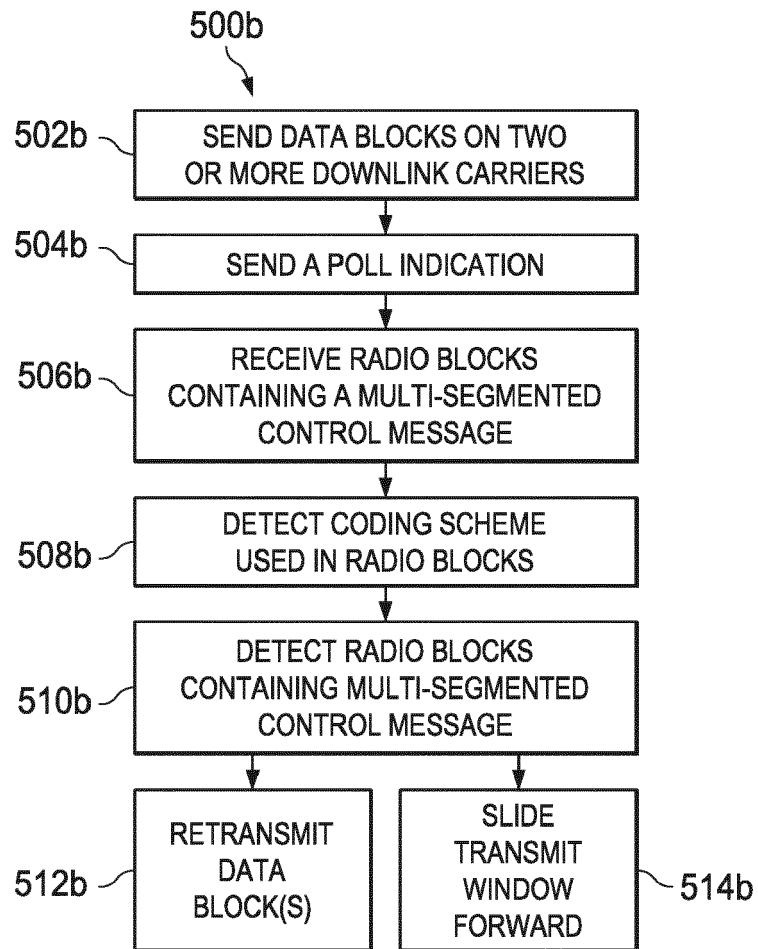 500b
502b
SEND DATA BLOCKS ON TWO
OR MORE DOWNLINK CARRIERS
504b
SEND A POLL INDICATION
506b
RECEIVE RADIO BLOCKS
CONTAINING A MULTI-SEGMENTED
CONTROL MESSAGE
508b
DETECT CODING SCHEME
USED IN RADIO BLOCKS
510b
DETECT RADIO BLOCKS
CONTAINING MULTI-SEGMENTED
CONTROL MESSAGE
512b
RETRANSMIT
DATA
BLOCK(S)
SLIDE
TRANSMIT
WINDOW
FORWARD
514b